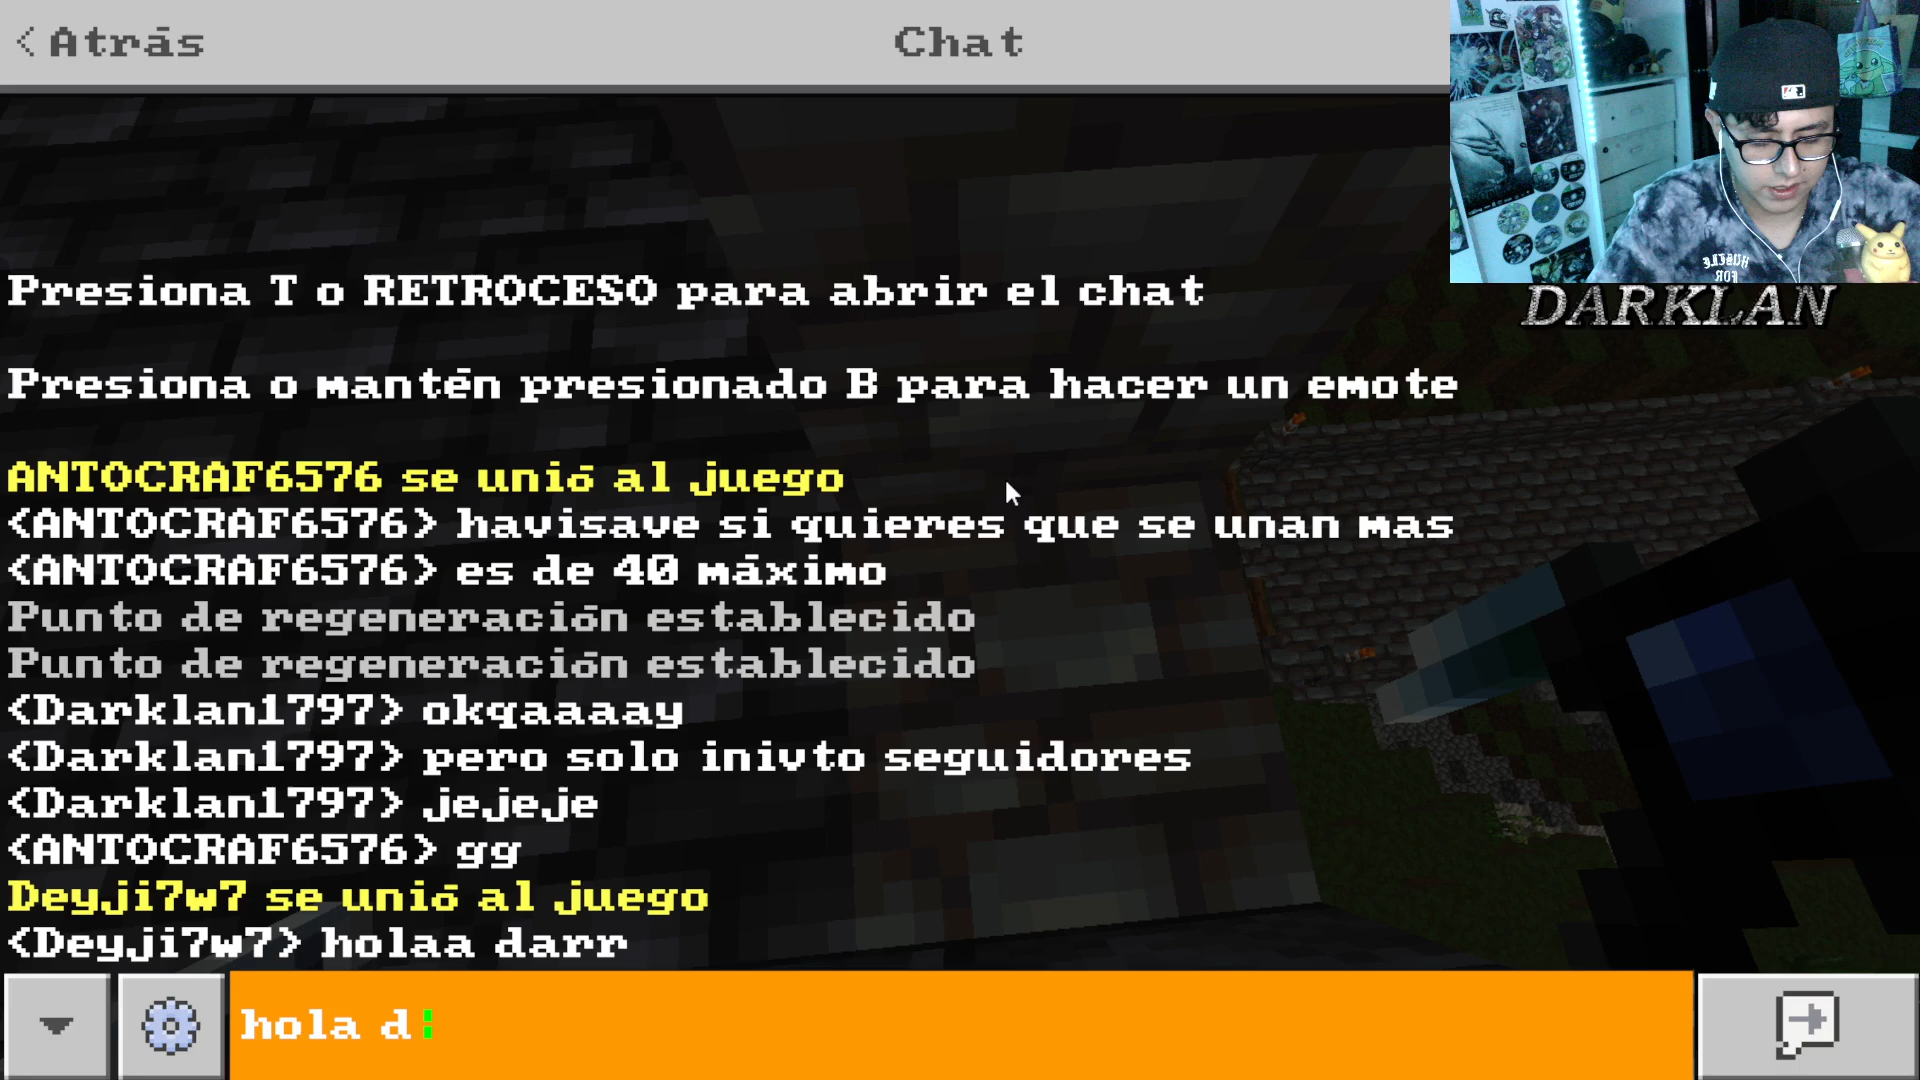 Atrás
Chat
DARKLAN
Presiona T o RETROCESO para abrir el chat
Presiona o mantén presionado B para hacer un emote
ANTOCRAF6576 se unió al juego
<ANTOCRAF6576> havisave si quieres que se unan mas
<ANTOCRAF6576> es de 40 máximo
Punto de regeneración establecido
Punto de regeneración establecido
<Darklan1797> okqaaaay
<Darklan1797> pero solo inivto seguidores
<Darklan1797> jejeje
<ANTOCRAF6576> gg
Deyji7w7 se unió al juego
<Deyji7w7> holaa darr
hola d